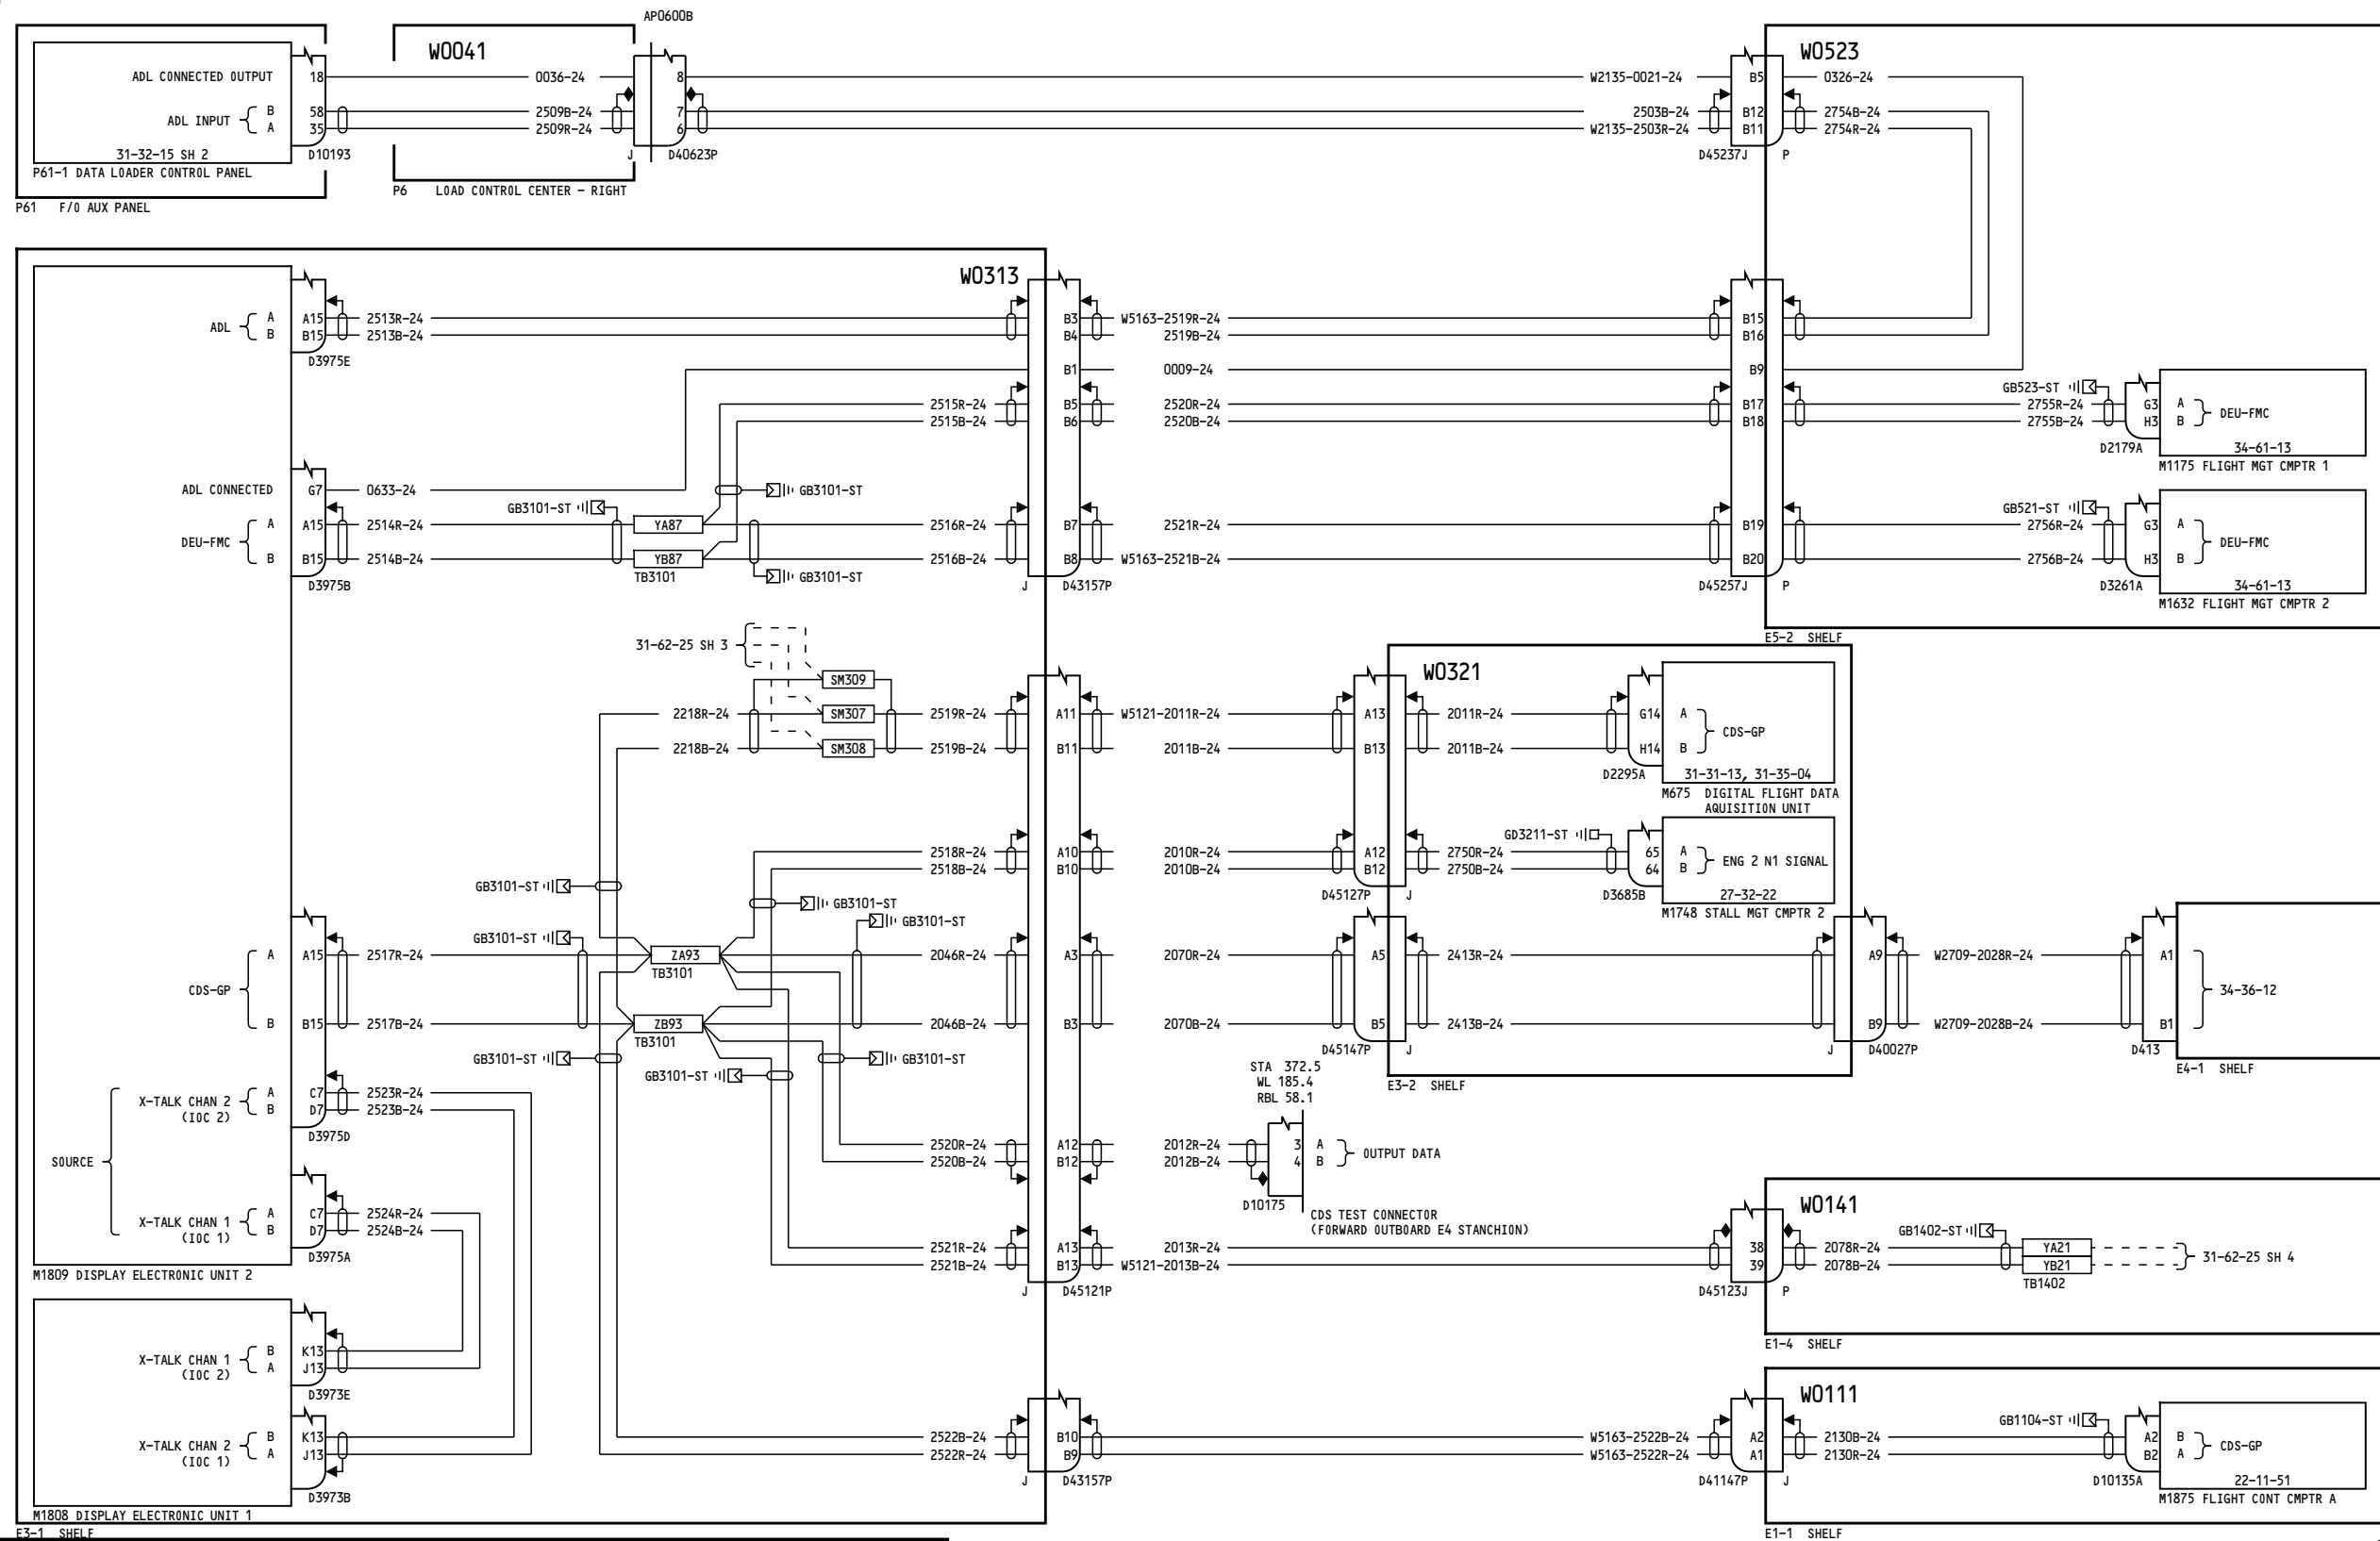 AP0600B
W0041
W0523
ADL CONNECTED OUTPUT
18
0036-24
8
W2135-0021-24
B5
0326-24
ADL INPUT
B
58
2509B-24
7
2503B-24
B12
2754B-24
A
35
2509R-24
6
W2135-2503R-24
B11
2754R-24
31-32-15 SH 2
D10193
J
D40623P
D45237J
P
P61-1 DATA LOADER CONTROL PANEL
P6
LOAD CONTROL CENTER - RIGHT
P61
F/O AUX PANEL
W0313
ADL
A
A15
2513R-24
B3
W5163-2519R-24
B15
B
B15
2513B-24
B4
2519B-24
B16
D3975E
B1
0009-24
B9
GB523-ST
2515R-24
B5
2520R-24
B17
2755R-24
G3
A
DEU-FMC
2515B-24
B6
2520B-24
B18
2755B-24
H3
B
D2179A
34-61-13
M1175 FLIGHT MGT CMPTR 1
ADL CONNECTED
G7
0633-24
GB3101-ST
GB3101-ST
GB521-ST
DEU-FMC
A
A15
2514R-24
YA87
2516R-24
B7
2521R-24
B19
2756R-24
G3
A
DEU-FMC
B
B15
2514B-24
YB87
2516B-24
B8
W5163-2521B-24
B20
2756B-24
H3
B
D3975B
TB3101
GB3101-ST
J
D43157P
D45257J
P
D3261A
34-61-13
M1632 FLIGHT MGT CMPTR 2
E5-2 SHELF
31-62-25 SH 3
W0321
SM309
2218R-24
SM307
2519R-24
A11
W5121-2011R-24
A13
2011R-24
G14
A
CDS-GP
2218B-24
SM308
2519B-24
B11
2011B-24
B13
2011B-24
H14
B
D2295A
31-31-13, 31-35-04
M675 DIGITAL FLIGHT DATA
AQUISITION UNIT
GD3211-ST
2518R-24
A10
2010R-24
A12
2750R-24
65
A
ENG 2 N1 SIGNAL
2518B-24
B10
2010B-24
B12
2750B-24
64
B
GB3101-ST
D45127P
J
D3685B
27-32-22
GB3101-ST
M1748 STALL MGT CMPTR 2
GB3101-ST
GB3101-ST
CDS-GP
A
A15
2517R-24
ZA93
2046R-24
A3
2070R-24
A5
2413R-24
A9
W2709-2028R-24
A1
TB3101
34-36-12
B
B15
2517B-24
ZB93
2046B-24
B3
2070B-24
B5
2413B-24
B9
W2709-2028B-24
B1
TB3101
D45147P
J
J
D40027P
D413
GB3101-ST
GB3101-ST
E4-1 SHELF
GB3101-ST
E3-2 SHELF
STA 372.5
WL 185.4
RBL 58.1
SOURCE
X-TALK CHAN 2
(IOC 2)
A
C7
2523R-24
B
D7
2523B-24
D3975D
2520R-24
A12
2012R-24
3
A
OUTPUT DATA
2520B-24
B12
2012B-24
4
B
D10175
CDS TEST CONNECTOR
(FORWARD OUTBOARD E4 STANCHION)
W0141
X-TALK CHAN 1
(IOC 1)
A
C7
2524R-24
B
D7
2524B-24
D3975A
GB1402-ST
2521R-24
A13
2013R-24
38
2078R-24
YA21
31-62-25 SH 4
2521B-24
B13
W5121-2013B-24
39
2078B-24
YB21
M1809 DISPLAY ELECTRONIC UNIT 2
J
D45121P
D45123J
P
TB1402
E1-4 SHELF
X-TALK CHAN 1
(IOC 2)
B
K13
A
J13
D3973E
W0111
GB1104-ST
X-TALK CHAN 2
(IOC 1)
B
K13
2522B-24
B10
W5163-2522B-24
A2
2130B-24
A2
B
CDS-GP
A
J13
2522R-24
B9
W5163-2522R-24
A1
2130R-24
B2
A
D3973B
J
D43157P
D41147P
J
D10135A
22-11-51
M1875 FLIGHT CONT CMPTR A
M1808 DISPLAY ELECTRONIC UNIT 1
E3-1 SHELF
E1-1 SHELF